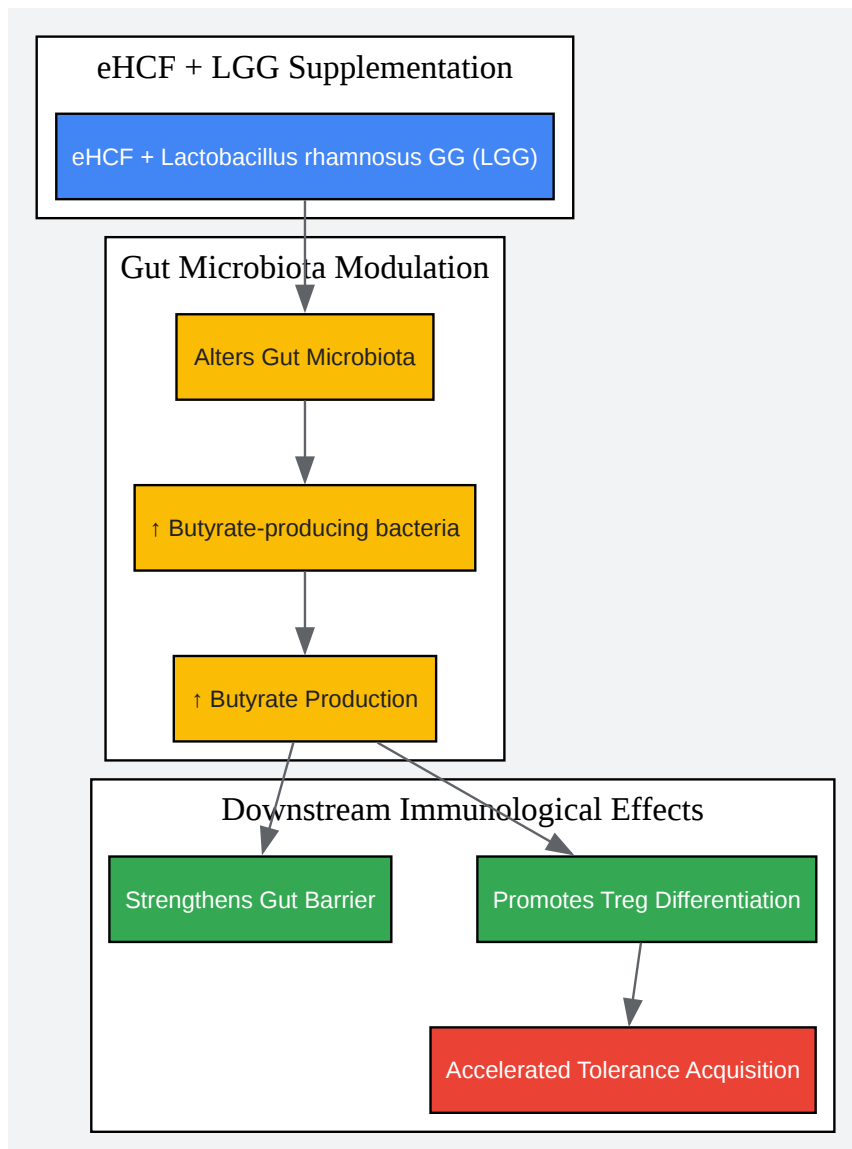 eHCF + LGG Supplementation
eHCF + Lactobacillus rhamnosus GG (LGG)
Gut Microbiota Modulation
Alters Gut Microbiota
↑ Butyrate-producing bacteria
↑ Butyrate Production
Downstream Immunological Effects
Strengthens Gut Barrier
Promotes Treg Differentiation
Accelerated Tolerance Acquisition